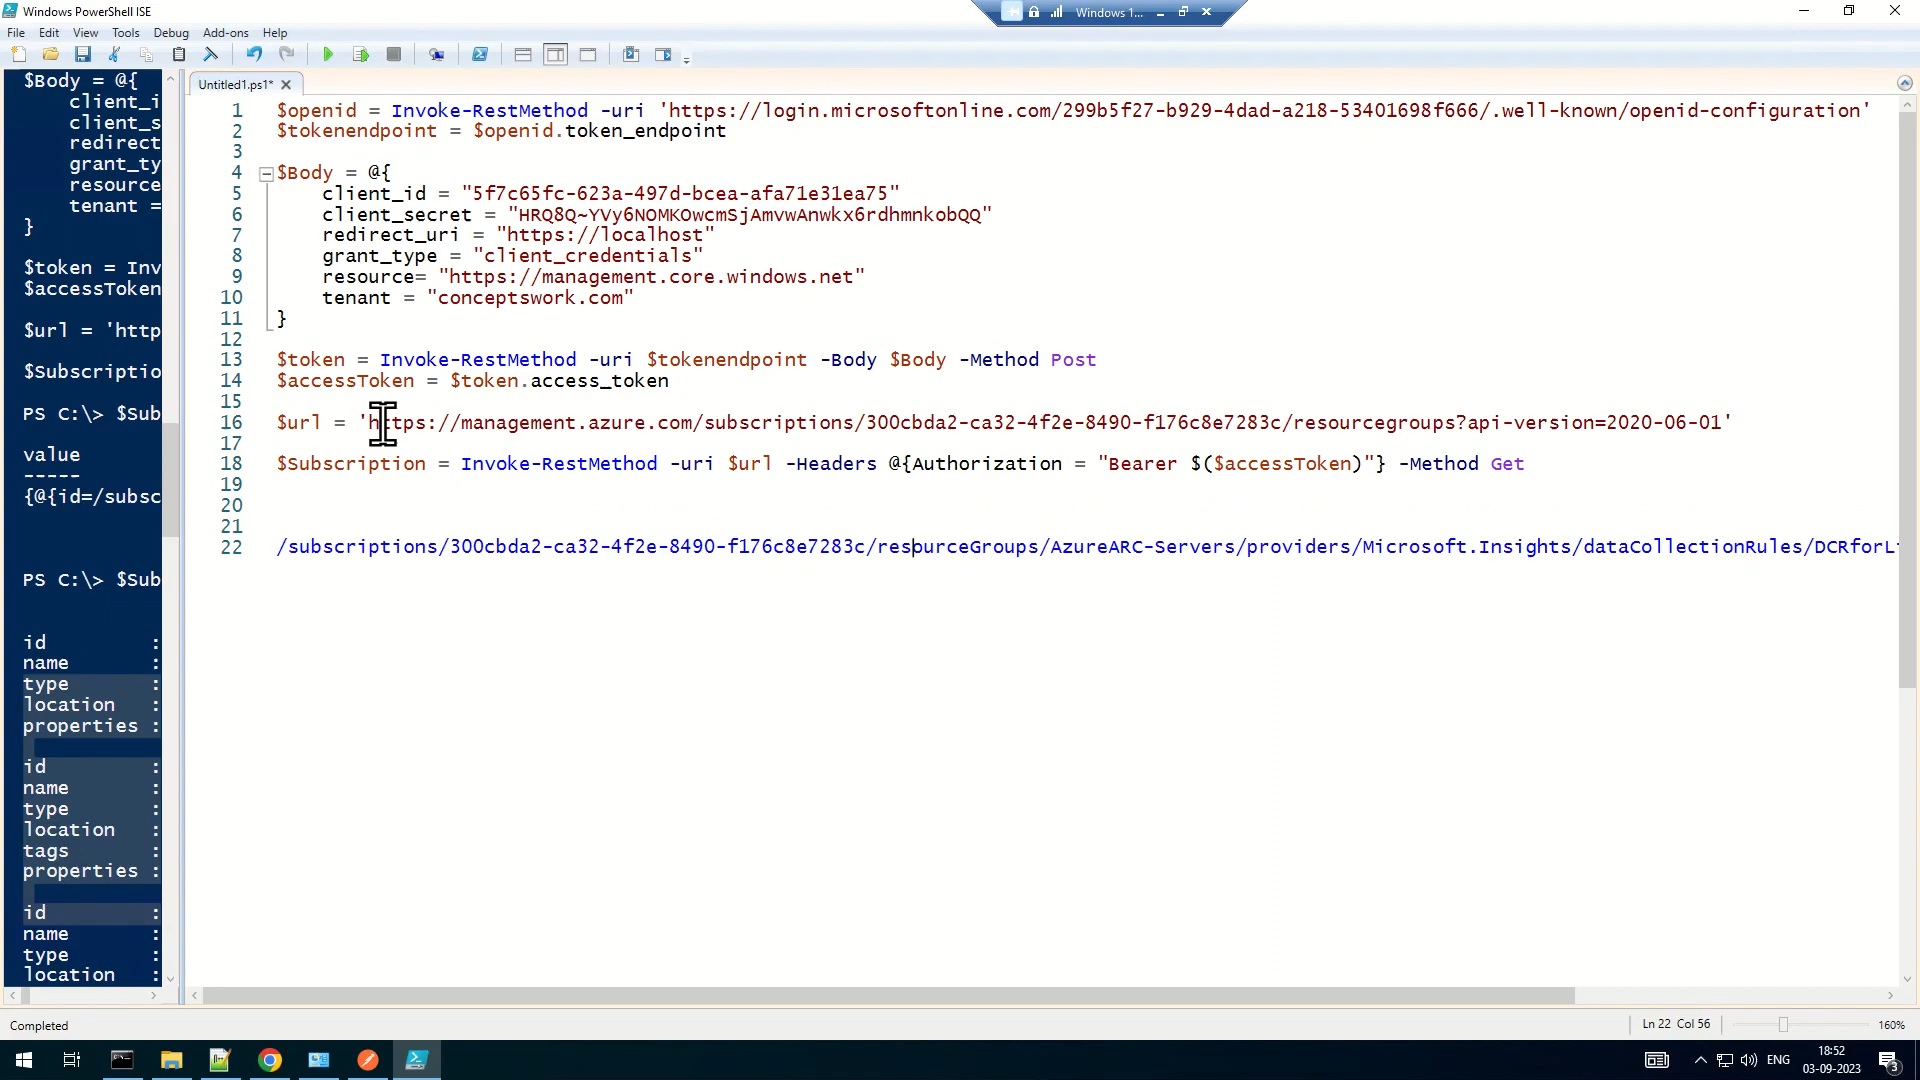 Windows PowerShell ISE
Windows 1...
File Edit View Tools Debug Add-ons Help
$Body = @{
client_i
client_s
redirect
grant_ty
resource
tenant =
}
$token = Inv
$accessToken
$url = 'http
$Subscriptio
PS C:\> $Sub
value
-----
{@{id=/subsc
PS C:\> $Sub
id :
name :
type :
location :
properties :
id :
name :
type :
location :
tags :
properties :
id :
name :
type :
location :
Untitled1.ps1*
1 $openid = Invoke-RestMethod -uri 'https://login.microsoftonline.com/299b5f27-b929-4dad-a218-53401698f666/.well-known/openid-configuration'
2 $tokenendpoint = $openid.token_endpoint
3
4 $Body = @{
5 client_id = "5f7c65fc-623a-497d-bcea-afa71e31ea75"
6 client_secret = "HRQ8Q~YVy6NOMKOwcmSjAmvwAnwkx6rdhmnkobQQ"
7 redirect_uri = "https://localhost"
8 grant_type = "client_credentials"
9 resource= "https://management.core.windows.net"
10 tenant = "conceptswork.com"
11 }
12
13 $token = Invoke-RestMethod -uri $tokenendpoint -Body $Body -Method Post
14 $accessToken = $token.access_token
15
16 $url = 'https://management.azure.com/subscriptions/300cbda2-ca32-4f2e-8490-f176c8e7283c/resourcegroups?api-version=2020-06-01'
17
18 $Subscription = Invoke-RestMethod -uri $url -Headers @{Authorization = "Bearer $($accessToken)"} -Method Get
19
20
21
22 /subscriptions/300cbda2-ca32-4f2e-8490-f176c8e7283c/resourceGroups/AzureARC-Servers/providers/Microsoft.Insights/dataCollectionRules/DCRforLi
Completed
Ln 22 Col 56
160%
ENG
18:52
03-09-2023
3